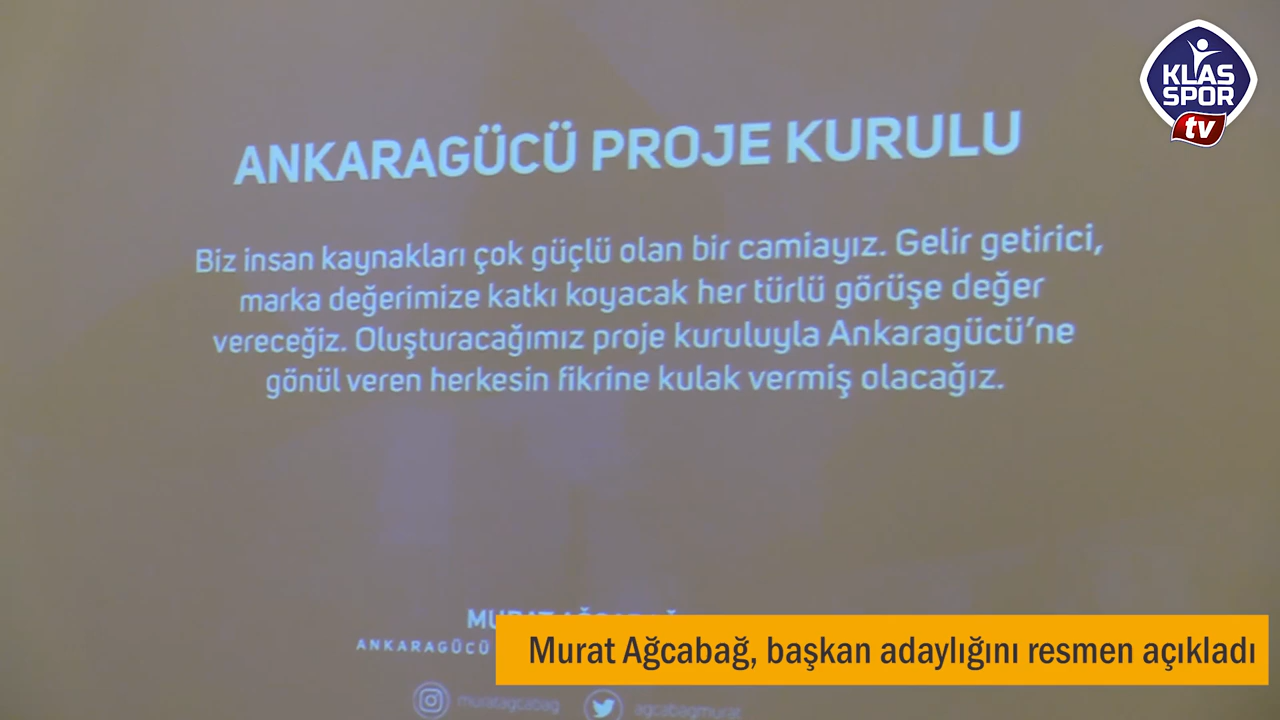 KLAS
SPOR
tv
ANKARAGÜCÜ PROJE KURULU
Biz insan kaynakları çok güçlü olan bir camiayız. Gelir getirici,
marka değerimize katkı koyacak her türlü görüşe değer
vereceğiz. Oluşturacağımız proje kuruluyla Ankaragücü'ne
gönül veren herkesin fikrine kulak vermiş olacağız.
ANKARAGÜCÜ
Murat Ağcabağ, başkan adaylığını resmen açıkladı
muratagcabag
agcabagmurat